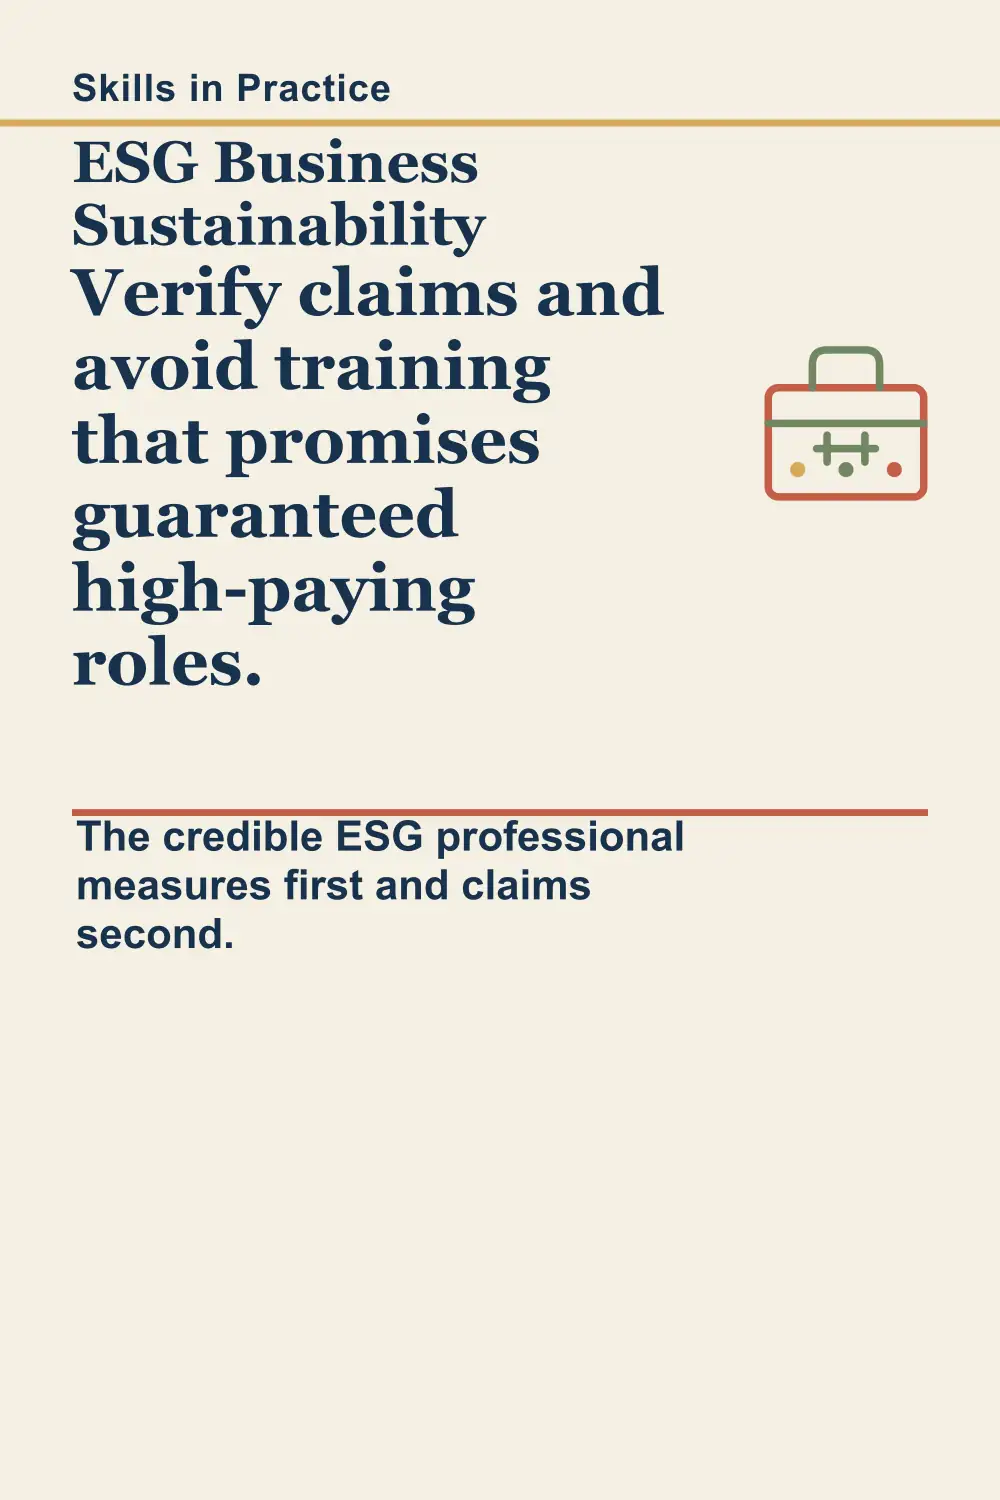 Skills in Practice
ESG Business
Sustainability
Verify claims and
avoid training
that promises
guaranteed
high-paying
roles.
The credible ESG professional
measures first and claims
second.